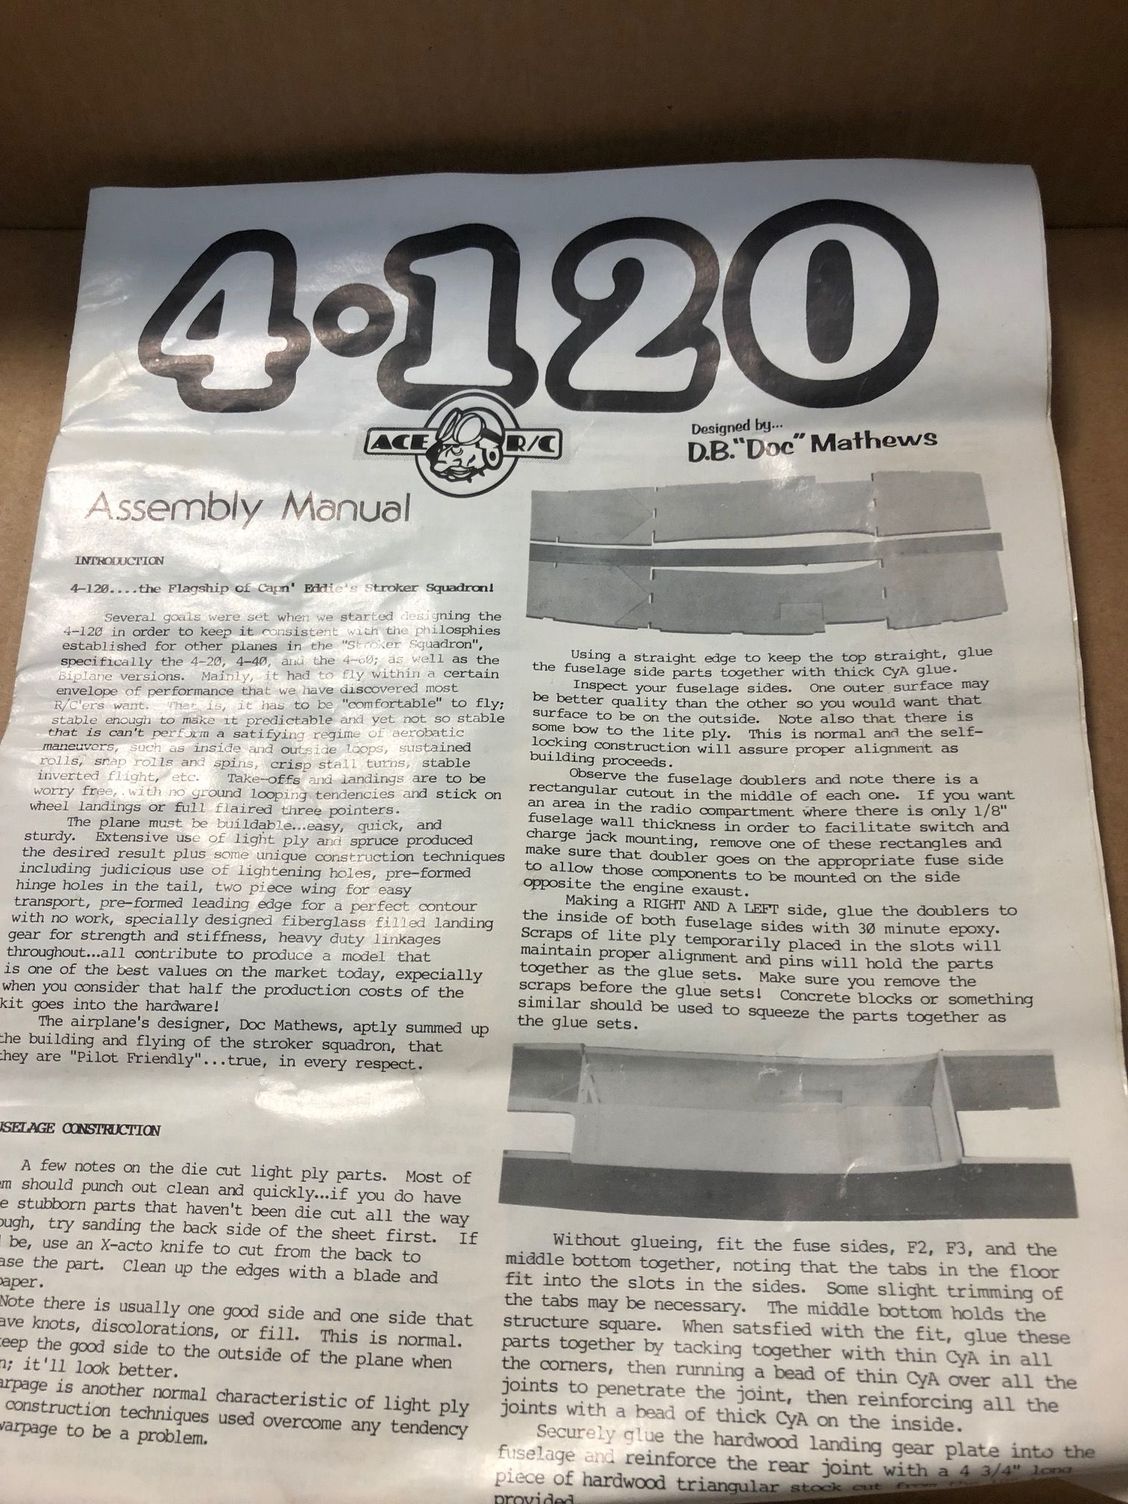 4•120
ACE R/C
Designed by...
D.B."Doc" Mathews
Assembly Manual
INTRODUCTION
4-120....the Flagship of Capn' Eddie's Stroker Squadron!
Several goals were set when we started designing the
4-120 in order to keep it consistent with the philosphies
established for other planes in the "Stroker Squadron",
specifically the 4-20, 4-40, and the 4-60; as well as the
Biplane versions. Mainly, it had to fly within a certain
envelope of performance that we have discovered most
R/C'ers want. That is, it has to be "comfortable" to fly;
stable enough to make it predictable and yet not so stable
that is can't perform a satifying regime of aerobatic
maneuvers, such as inside and outside loops, sustained
rolls, snap rolls and spins, crisp stall turns, stable
inverted flight, etc. Take-offs and landings are to be
worry free, with no ground looping tendencies and stick on
wheel landings or full flaired three pointers.
The plane must be buildable...easy, quick, and
sturdy. Extensive use of light ply and spruce produced
the desired result plus some unique construction techniques
including judicious use of lightening holes, pre-formed
hinge holes in the tail, two piece wing for easy
transport, pre-formed leading edge for a perfect contour
with no work, specially designed fiberglass filled landing
gear for strength and stiffness, heavy duty linkages
throughout...all contribute to produce a model that
is one of the best values on the market today, expecially
when you consider that half the production costs of the
kit goes into the hardware!
The airplane's designer, Doc Mathews, aptly summed up
the building and flying of the stroker squadron, that
they are "Pilot Friendly"...true, in every respect.
USELAGE CONSTRUCTION
A few notes on the die cut light ply parts. Most of
em should punch out clean and quickly...if you do have
e stubborn parts that haven't been die cut all the way
ough, try sanding the back side of the sheet first. If
be, use an X-acto knife to cut from the back to
ase the part. Clean up the edges with a blade and
paper.
Note there is usually one good side and one side that
ave knots, discolorations, or fill. This is normal.
keep the good side to the outside of the plane when
n; it'll look better.
arpage is another normal characteristic of light ply
construction techniques used overcome any tendency
warpage to be a problem.
Using a straight edge to keep the top straight, glue
the fuselage side parts together with thick CyA glue.
Inspect your fuselage sides. One outer surface may
be better quality than the other so you would want that
surface to be on the outside. Note also that there is
some bow to the lite ply. This is normal and the self-
locking construction will assure proper alignment as
building proceeds.
Observe the fuselage doublers and note there is a
rectangular cutout in the middle of each one. If you want
an area in the radio compartment where there is only 1/8"
fuselage wall thickness in order to facilitate switch and
charge jack mounting, remove one of these rectangles and
make sure that doubler goes on the appropriate fuse side
to allow those components to be mounted on the side
opposite the engine exaust.
Making a RIGHT AND A LEFT side, glue the doublers to
the inside of both fuselage sides with 30 minute epoxy.
Scraps of lite ply temporarily placed in the slots will
maintain proper alignment and pins will hold the parts
together as the glue sets. Make sure you remove the
scraps before the glue sets! Concrete blocks or something
similar should be used to squeeze the parts together as
the glue sets.
Without glueing, fit the fuse sides, F2, F3, and the
middle bottom together, noting that the tabs in the floor
fit into the slots in the sides. Some slight trimming of
the tabs may be necessary. The middle bottom holds the
structure square. When satsfied with the fit, glue these
parts together by tacking together with thin CyA in all
the corners, then running a bead of thin CyA over all the
joints to penetrate the joint, then reinforcing all the
joints with a bead of thick CyA on the inside.
Securely glue the hardwood landing gear plate into the
fuselage and reinforce the rear joint with a 4 3/4" long
piece of hardwood triangular stock cut from
provided